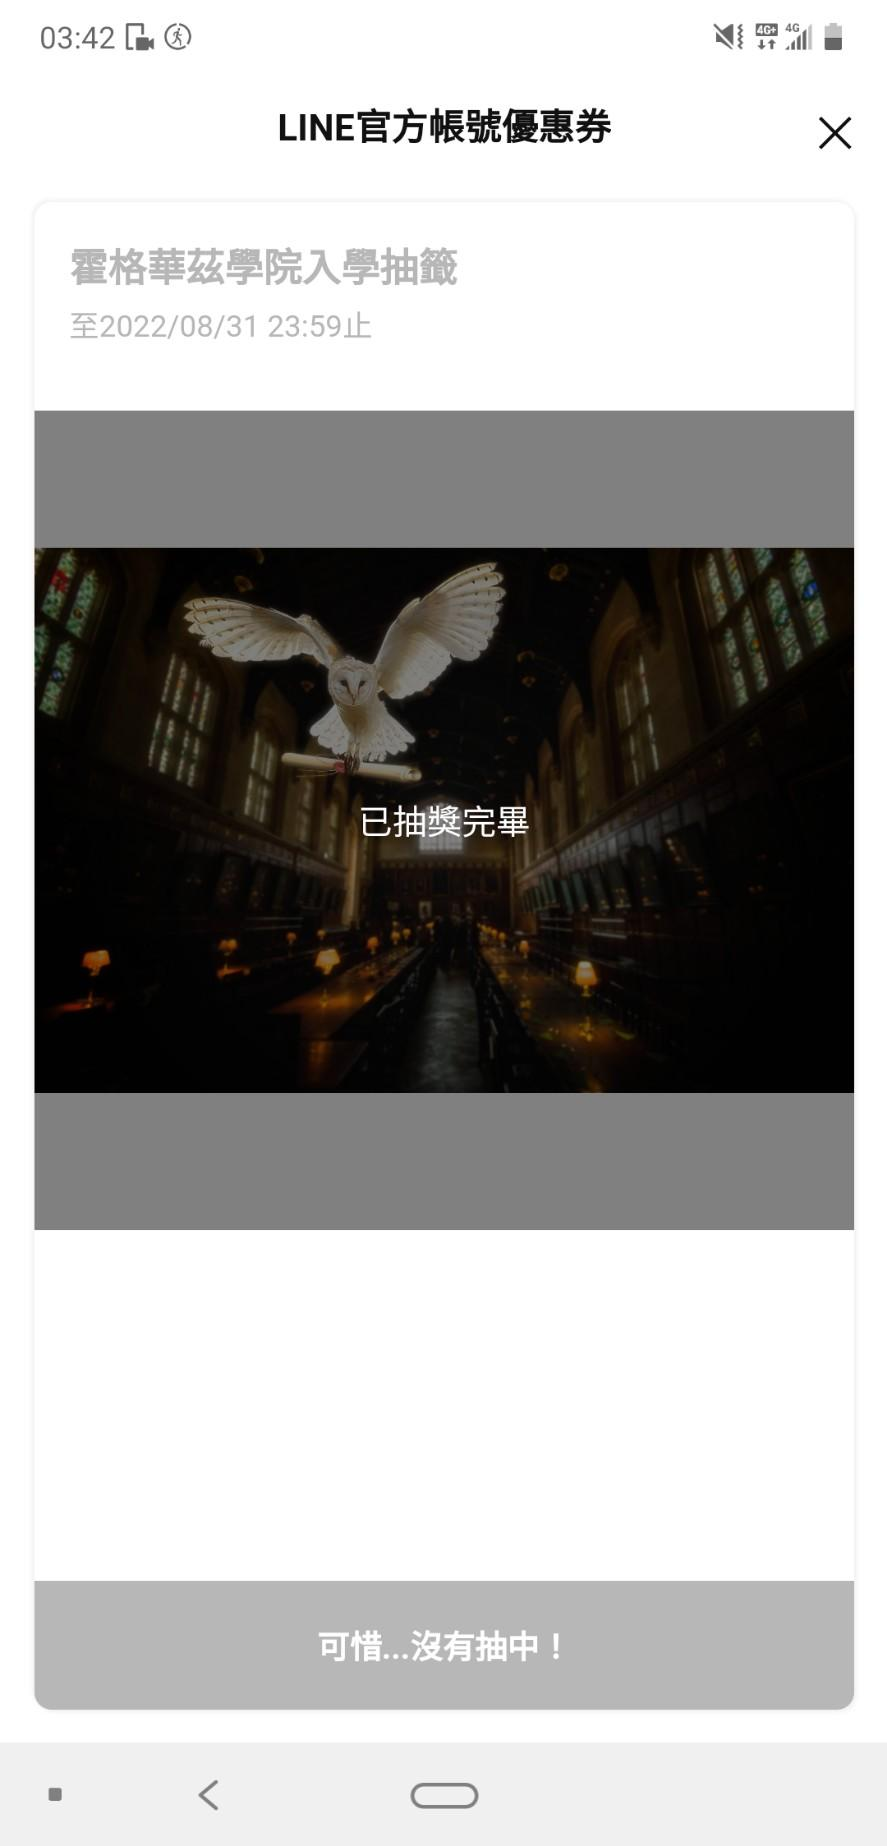 03:42
4G+ 4G
LINE官方帳號優惠券
霍格華茲學院入學抽籤
至2022/08/31 23:59止
已抽獎完畢
可惜...沒有抽中！